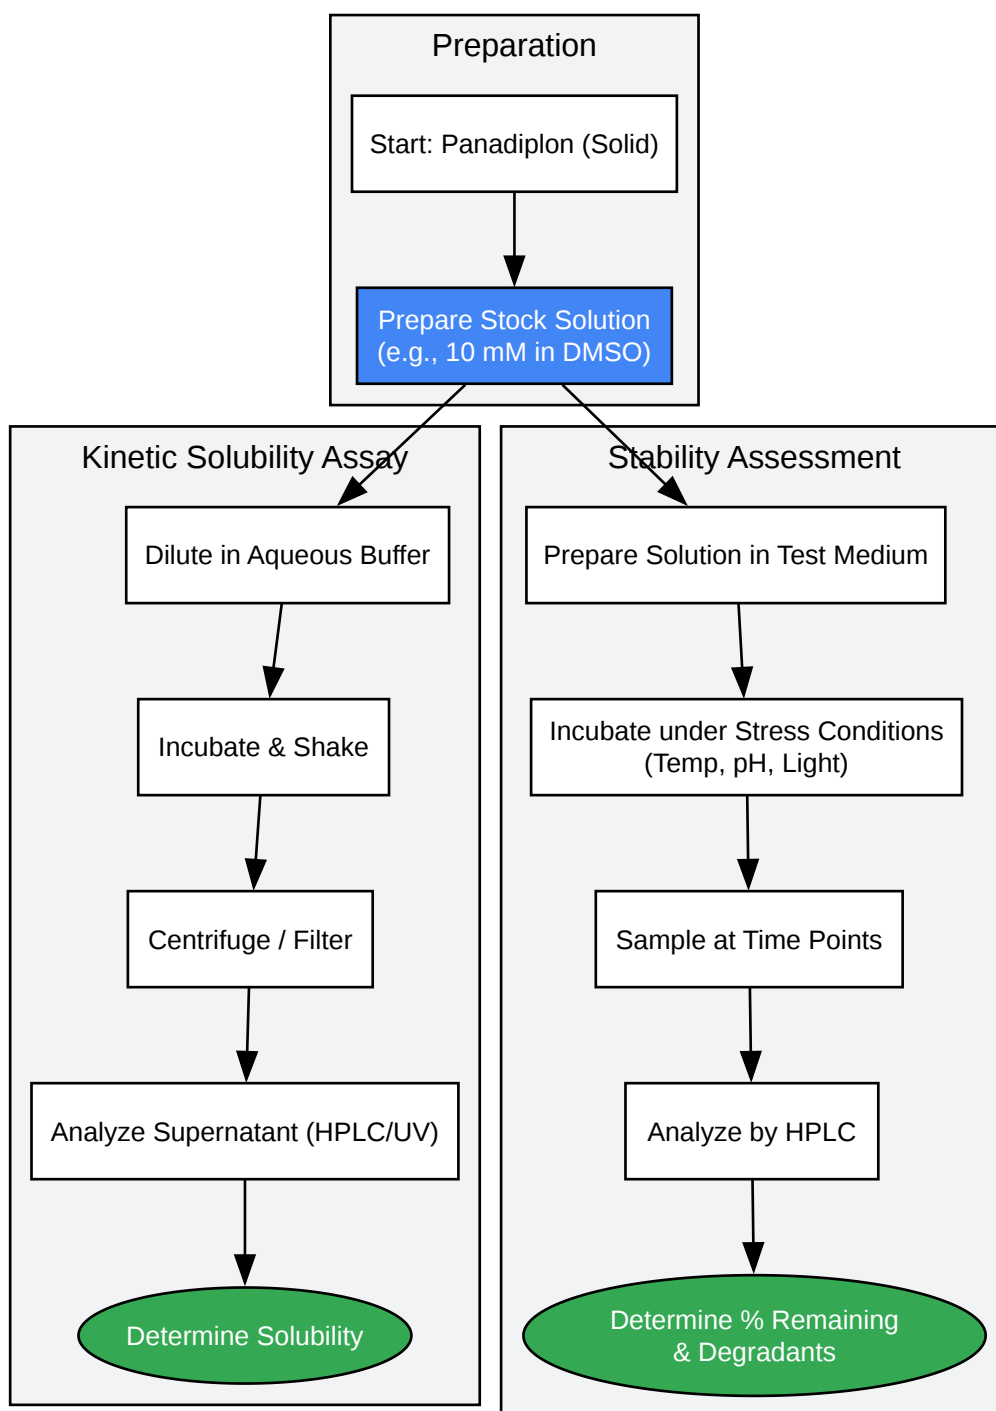 Preparation
Start: Panadiplon (Solid)
Prepare Stock Solution
(e.g., 10 mM in DMSO)
Kinetic Solubility Assay
Dilute in Aqueous Buffer
Incubate & Shake
Centrifuge / Filter
Analyze Supernatant (HPLC/UV)
Determine Solubility
Stability Assessment
Prepare Solution in Test Medium
Incubate under Stress Conditions
(Temp, pH, Light)
Sample at Time Points
Analyze by HPLC
Determine % Remaining
& Degradants